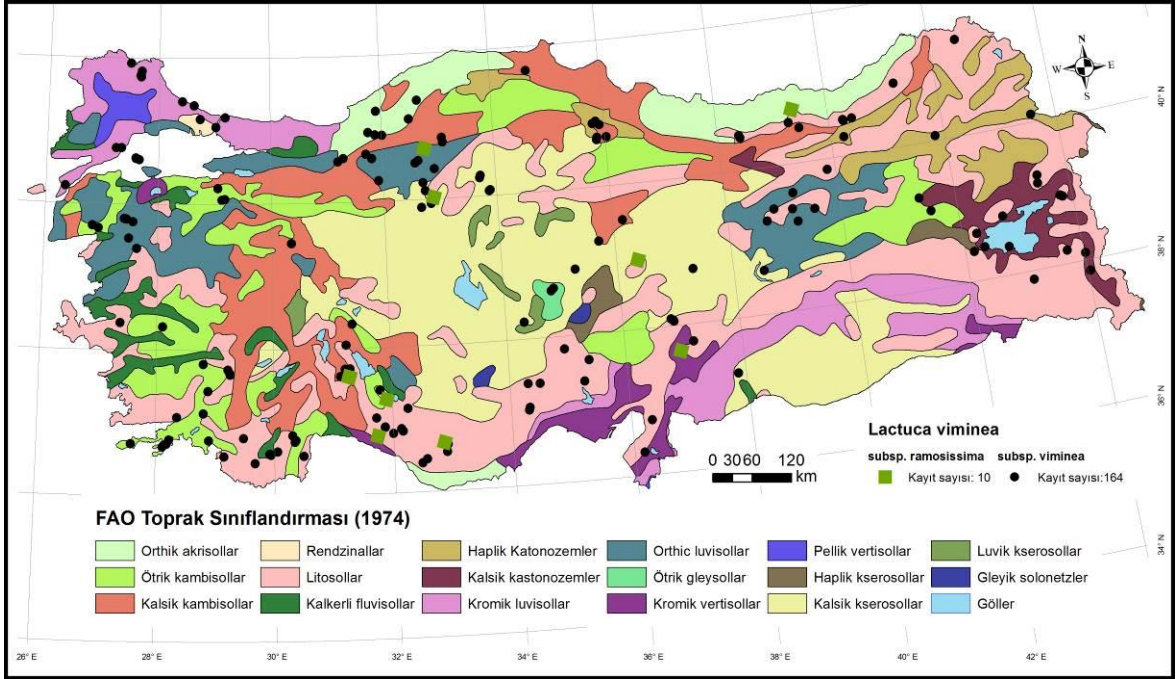 N
W E
S
40° N
38° N
36° N
34° N
Lactuca viminea
subsp. ramosissima subsp. viminea
Kayıt sayısı: 10 Kayıt sayısı:164
0 3060 120
km
FAO Toprak Sınıflandırması (1974)
Orthik akrisollar Rendzinallar Haplik Katonozemler Orthic luvisollar Pellik vertisollar Luvik kserosollar
Ötrik kambisollar Litosollar Kalsik kastonozemler Ötrik gleysollar Haplik kserosollar Gleyik solonetzler
Kalsik kambisollar Kalkerli fluvisollar Kromik luvisollar Kromik vertisollar Kalsik kserosollar Göller
26° E 28° E 30° E 32° E 34° E 36° E 38° E 40° E 42° E